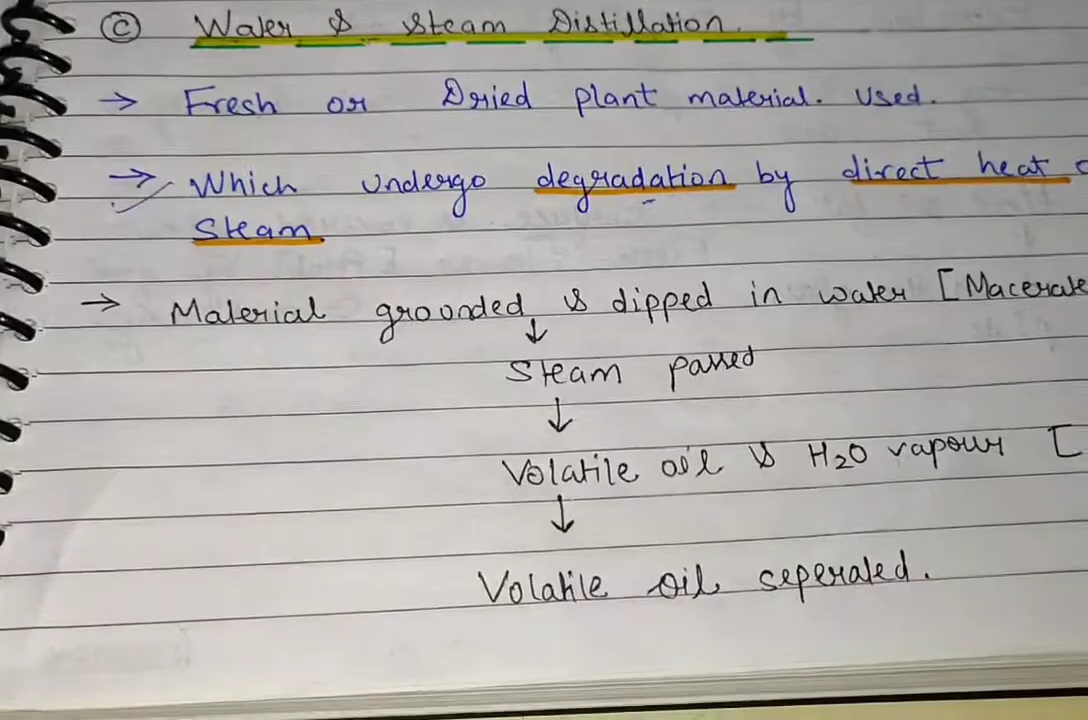 © Water & Steam Distillation.
→ Fresh or Dried plant material. Used.
→ Which undergo degradation by direct heat
Steam.
→ Material grounded & dipped in water [Macerate
↓
Steam passed
↓
Volatile oil & H2O vapour [
↓
Volatile oil seperated.